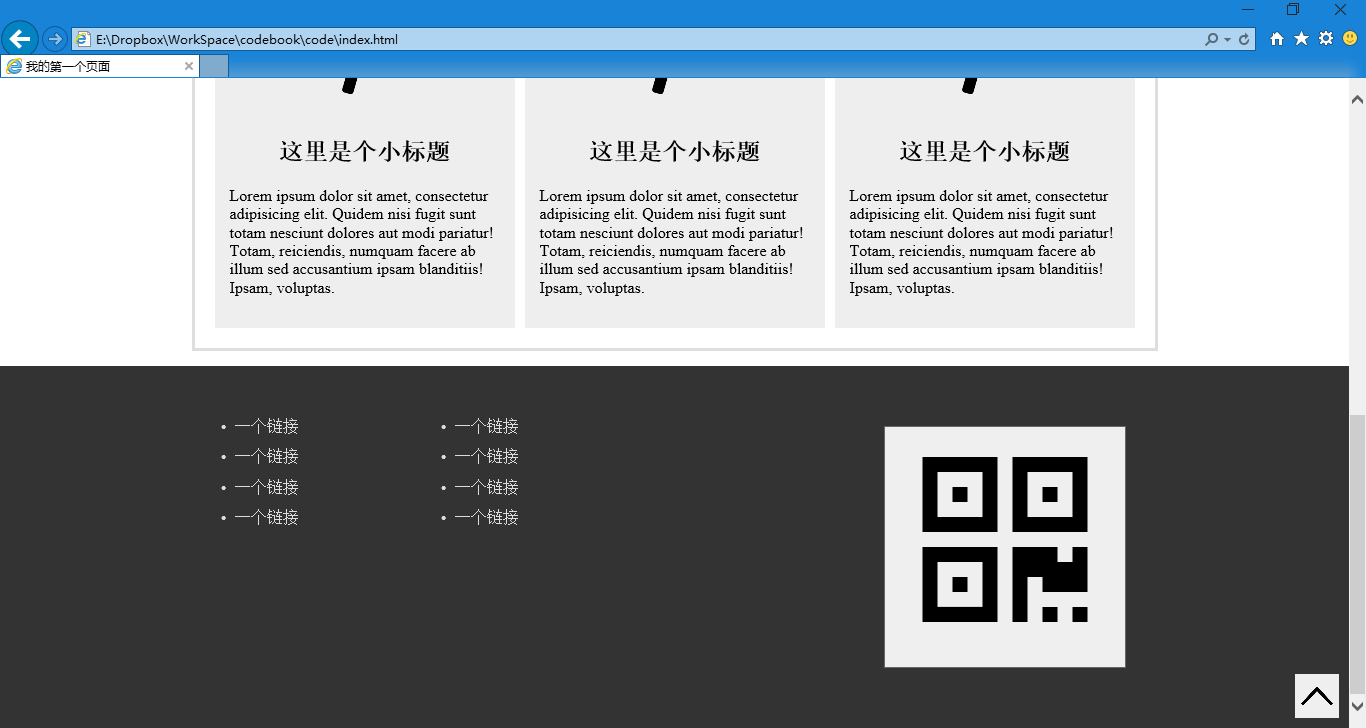 E:\Dropbox\WorkSpace\codebook\code\index.html
我的第一个页面
这里是个小标题
Lorem ipsum dolor sit amet, consectetur
adipisicing elit. Quidem nisi fugit sunt
totam nesciunt dolores aut modi pariatur!
Totam, reiciendis, numquam facere ab
illum sed accusantium ipsam blanditiis!
Ipsam, voluptas.
这里是个小标题
Lorem ipsum dolor sit amet, consectetur
adipisicing elit. Quidem nisi fugit sunt
totam nesciunt dolores aut modi pariatur!
Totam, reiciendis, numquam facere ab
illum sed accusantium ipsam blanditiis!
Ipsam, voluptas.
这里是个小标题
Lorem ipsum dolor sit amet, consectetur
adipisicing elit. Quidem nisi fugit sunt
totam nesciunt dolores aut modi pariatur!
Totam, reiciendis, numquam facere ab
illum sed accusantium ipsam blanditiis!
Ipsam, voluptas.
• 一个链接
• 一个链接
• 一个链接
• 一个链接
• 一个链接
• 一个链接
• 一个链接
• 一个链接